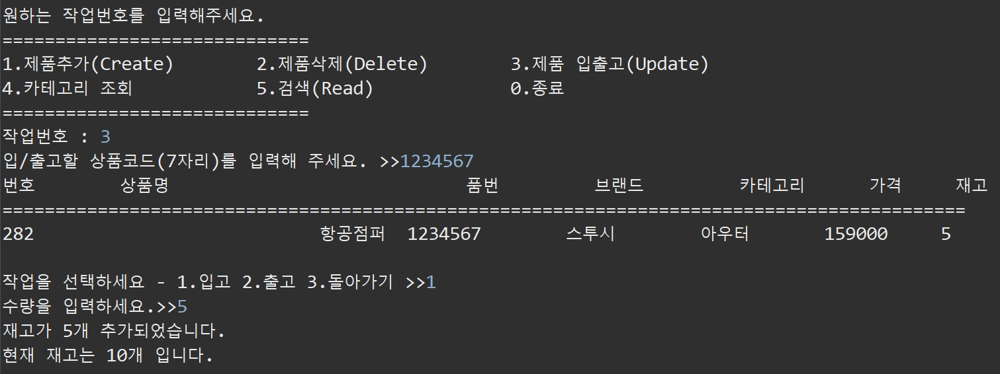 원하는 작업번호를 입력해주세요.
=============================
1.제품추가(Create) 2.제품삭제(Delete) 3.제품 입출고(Update)
4.카테고리 조회 5.검색(Read) 0.종료
=============================
작업번호 : 3
입/출고할 상품코드(7자리)를 입력해 주세요. >>1234567
번호 상품명 품번 브랜드 카테고리 가격 재고
===========================================================================================
282 항공점퍼 1234567 스투시 아우터 159000 5
작업을 선택하세요 - 1.입고 2.출고 3.돌아가기 >>1
수량을 입력하세요.>>5
재고가 5개 추가되었습니다.
현재 재고는 10개 입니다.